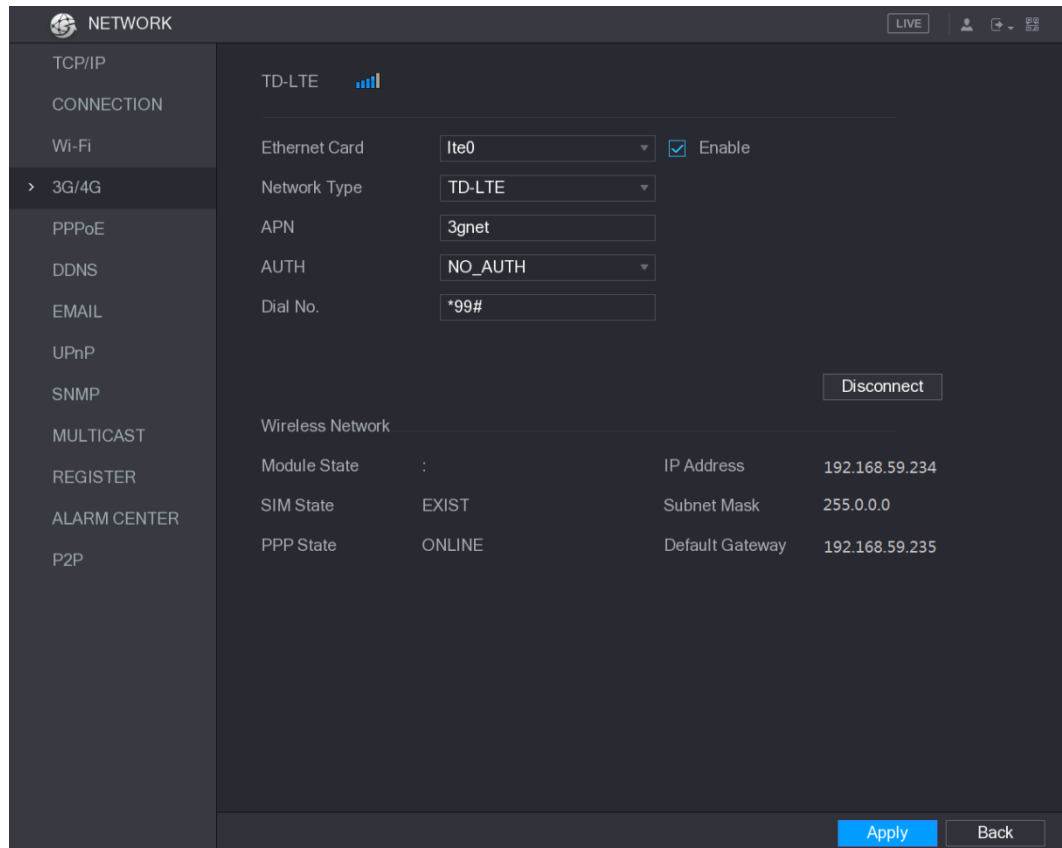 NETWORK
LIVE
TCP/IP
CONNECTION
Wi-Fi
3G/4G
PPPoE
DDNS
EMAIL
UPnP
SNMP
MULTICAST
REGISTER
ALARM CENTER
P2P
TD-LTE
Ethernet Card lte0 Enable
Network Type TD-LTE
APN 3gnet
AUTH NO_AUTH
Dial No. *99#
Disconnect
Wireless Network
Module State : IP Address 192.168.59.234
SIM State EXIST Subnet Mask 255.0.0.0
PPP State ONLINE Default Gateway 192.168.59.235
Apply Back